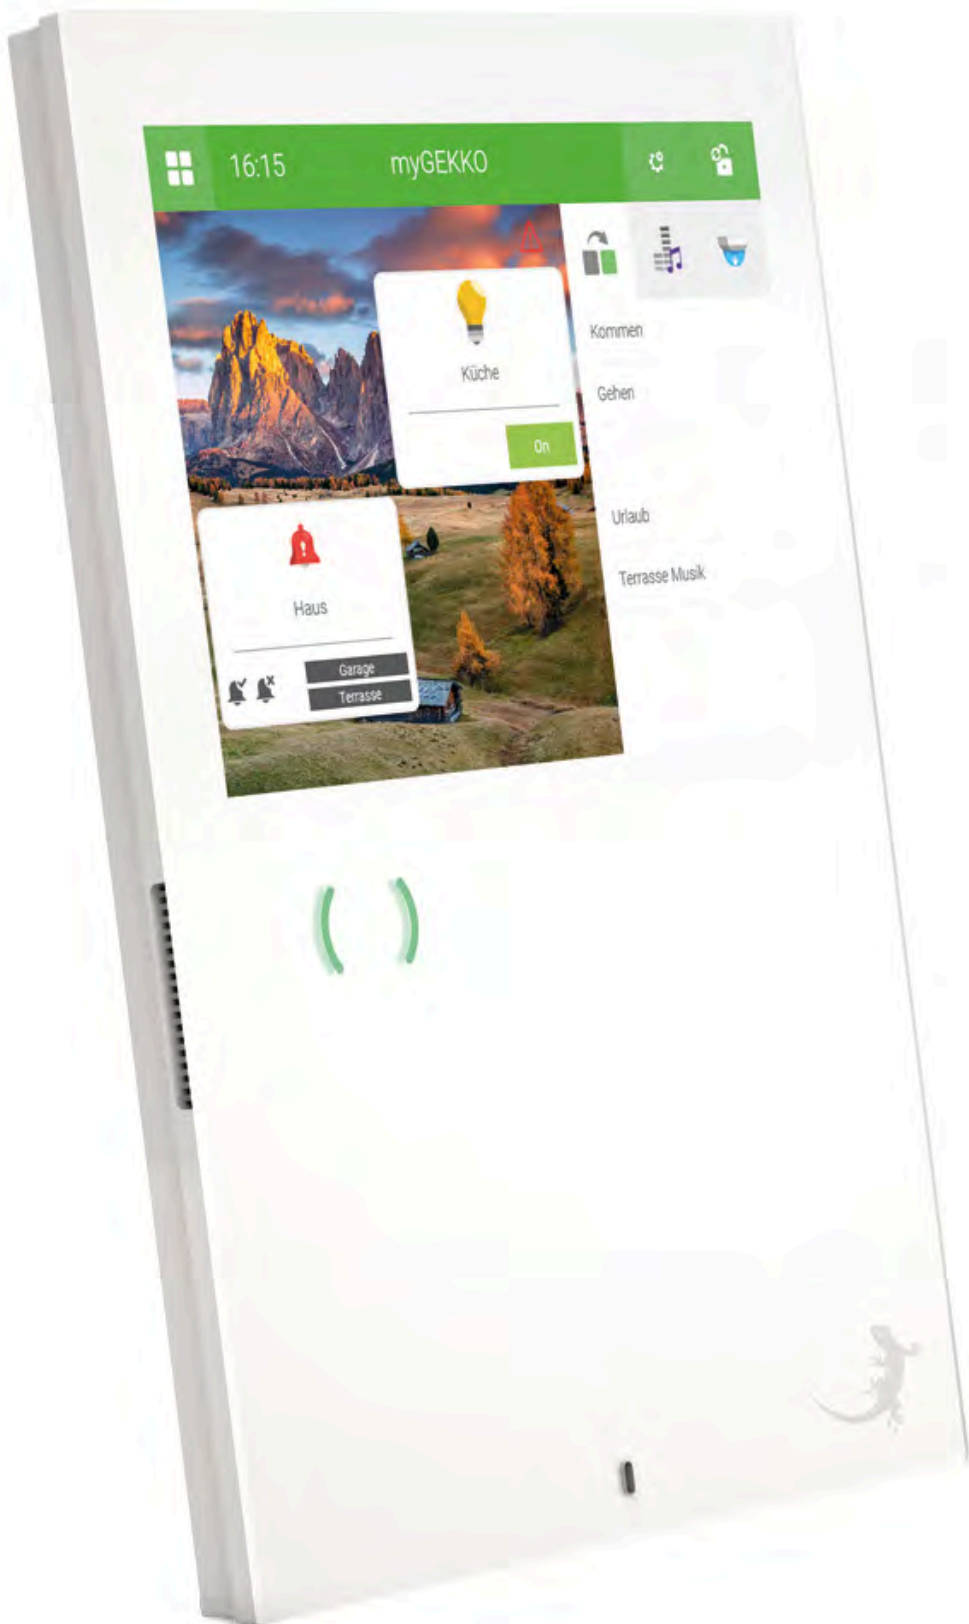 16:15
myGEKKO
Küche
On
Kommen
Gehen
Urlaub
Terrasse Musik
Haus
Garage
Terrasse